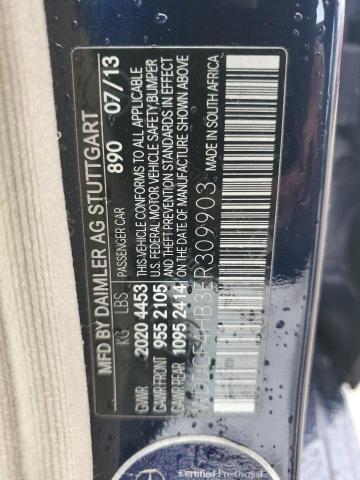 MFD BY DAIMLER AG STUTTGART
890 07/13
PASSENGER CAR
KG LBS
GVWR 2020 4453
GAWR FRONT 955 2105
GAWR REAR 1095 2414
THIS VEHICLE CONFORMS TO ALL APPLICABLE
U.S. FEDERAL MOTOR VEHICLE SAFETY, BUMPER
AND THEFT PREVENTION STANDARDS IN EFFECT
ON THE DATE OF MANUFACTURE SHOWN ABOVE
MADE IN SOUTH AFRICA
Certified Pre-Owned